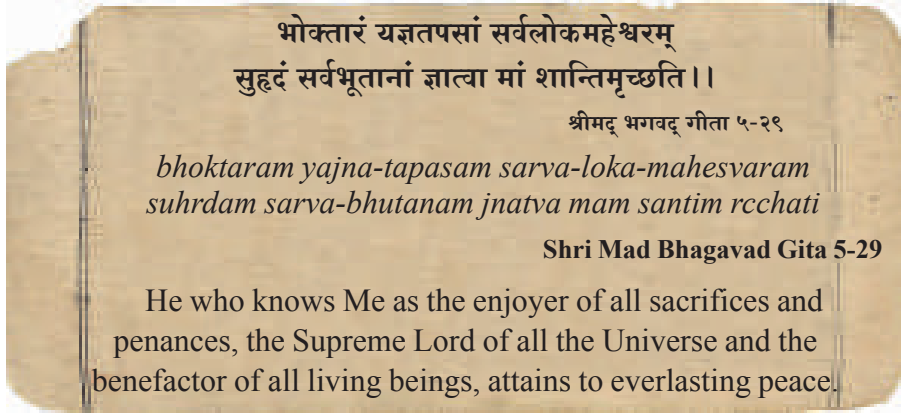 भोक्तारं यज्ञतपसां सर्वलोकमहेश्वरम्
सुहृदं सर्वभूतानां ज्ञात्वा मां शान्तिमृच्छति।।
श्रीमद् भगवद् गीता ५-२९
bhoktaram yajna-tapasam sarva-loka-mahesvaram
suhrdam sarva-bhutanam jnatva mam santim rcchati
Shri Mad Bhagavad Gita 5-29
He who knows Me as the enjoyer of all sacrifices and
penances, the Supreme Lord of all the Universe and the
benefactor of all living beings, attains to everlasting peace.